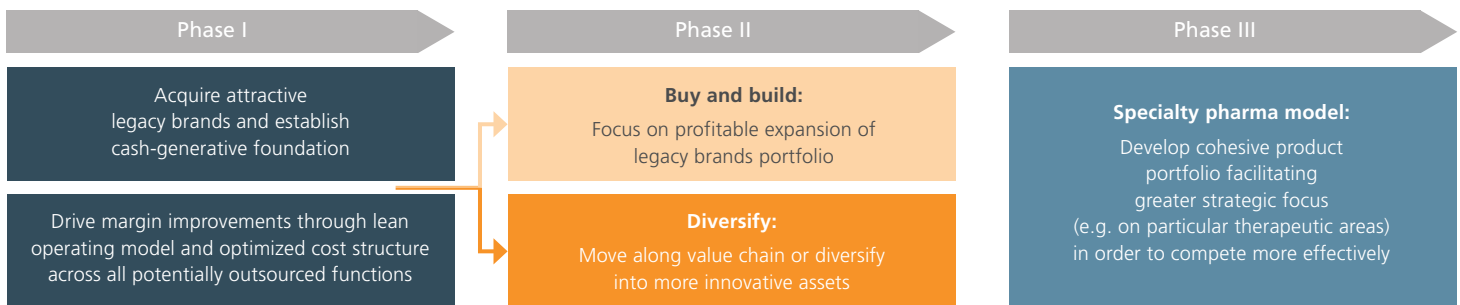 Phase I
Acquire attractive
legacy brands and establish
cash-generative foundation
Drive margin improvements through lean
operating model and optimized cost structure
across all potentially outsourced functions
Phase II
Buy and build:
Focus on profitable expansion of
legacy brands portfolio
Diversify:
Move along value chain or diversify
into more innovative assets
Phase III
Specialty pharma model:
Develop cohesive product
portfolio facilitating
greater strategic focus
(e.g. on particular therapeutic areas)
in order to compete more effectively